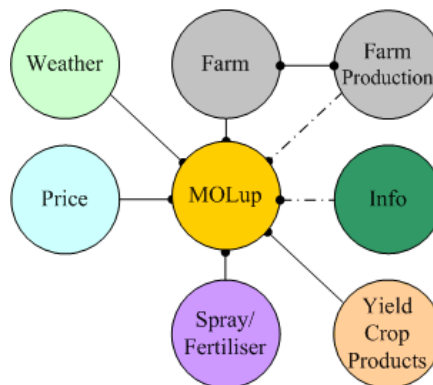 Weather
Farm
Farm
Production
Price
MOLup
Info
Spray/
Fertiliser
Yield
Crop
Products